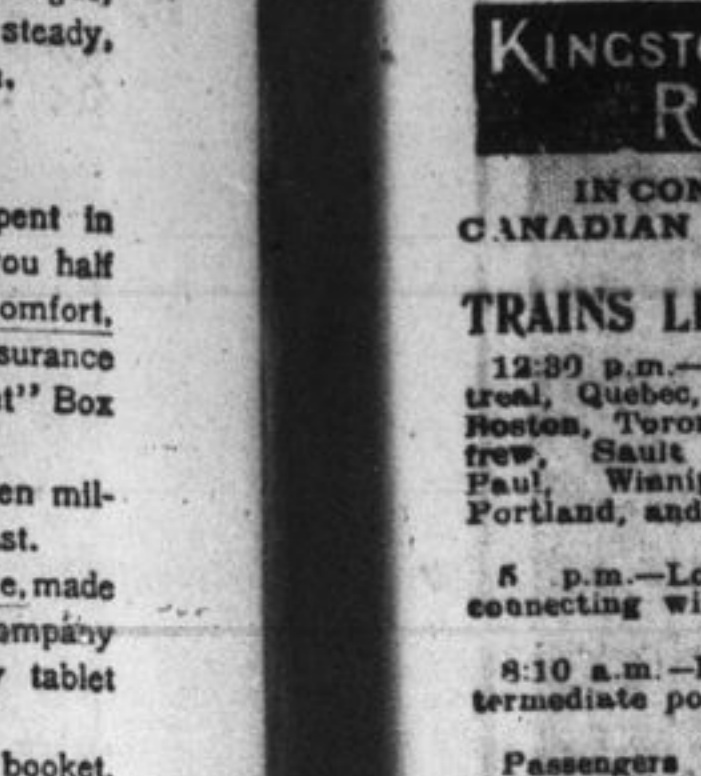 steady,
pent in
ou half
omfort,
surance
t" Box
en mil-
st.
e, made
ompany
tablet
booket.
KINGSTO
R
IN CON
CANADIAN
TRAINS L
12:30 p.m.—
treal, Quebec,
Boston, Toron
frew, Sault
Paul, Winnip
Portland, and
5 p.m.—Lo
connecting wi
8:10 a.m.—
termediate po
Passengers